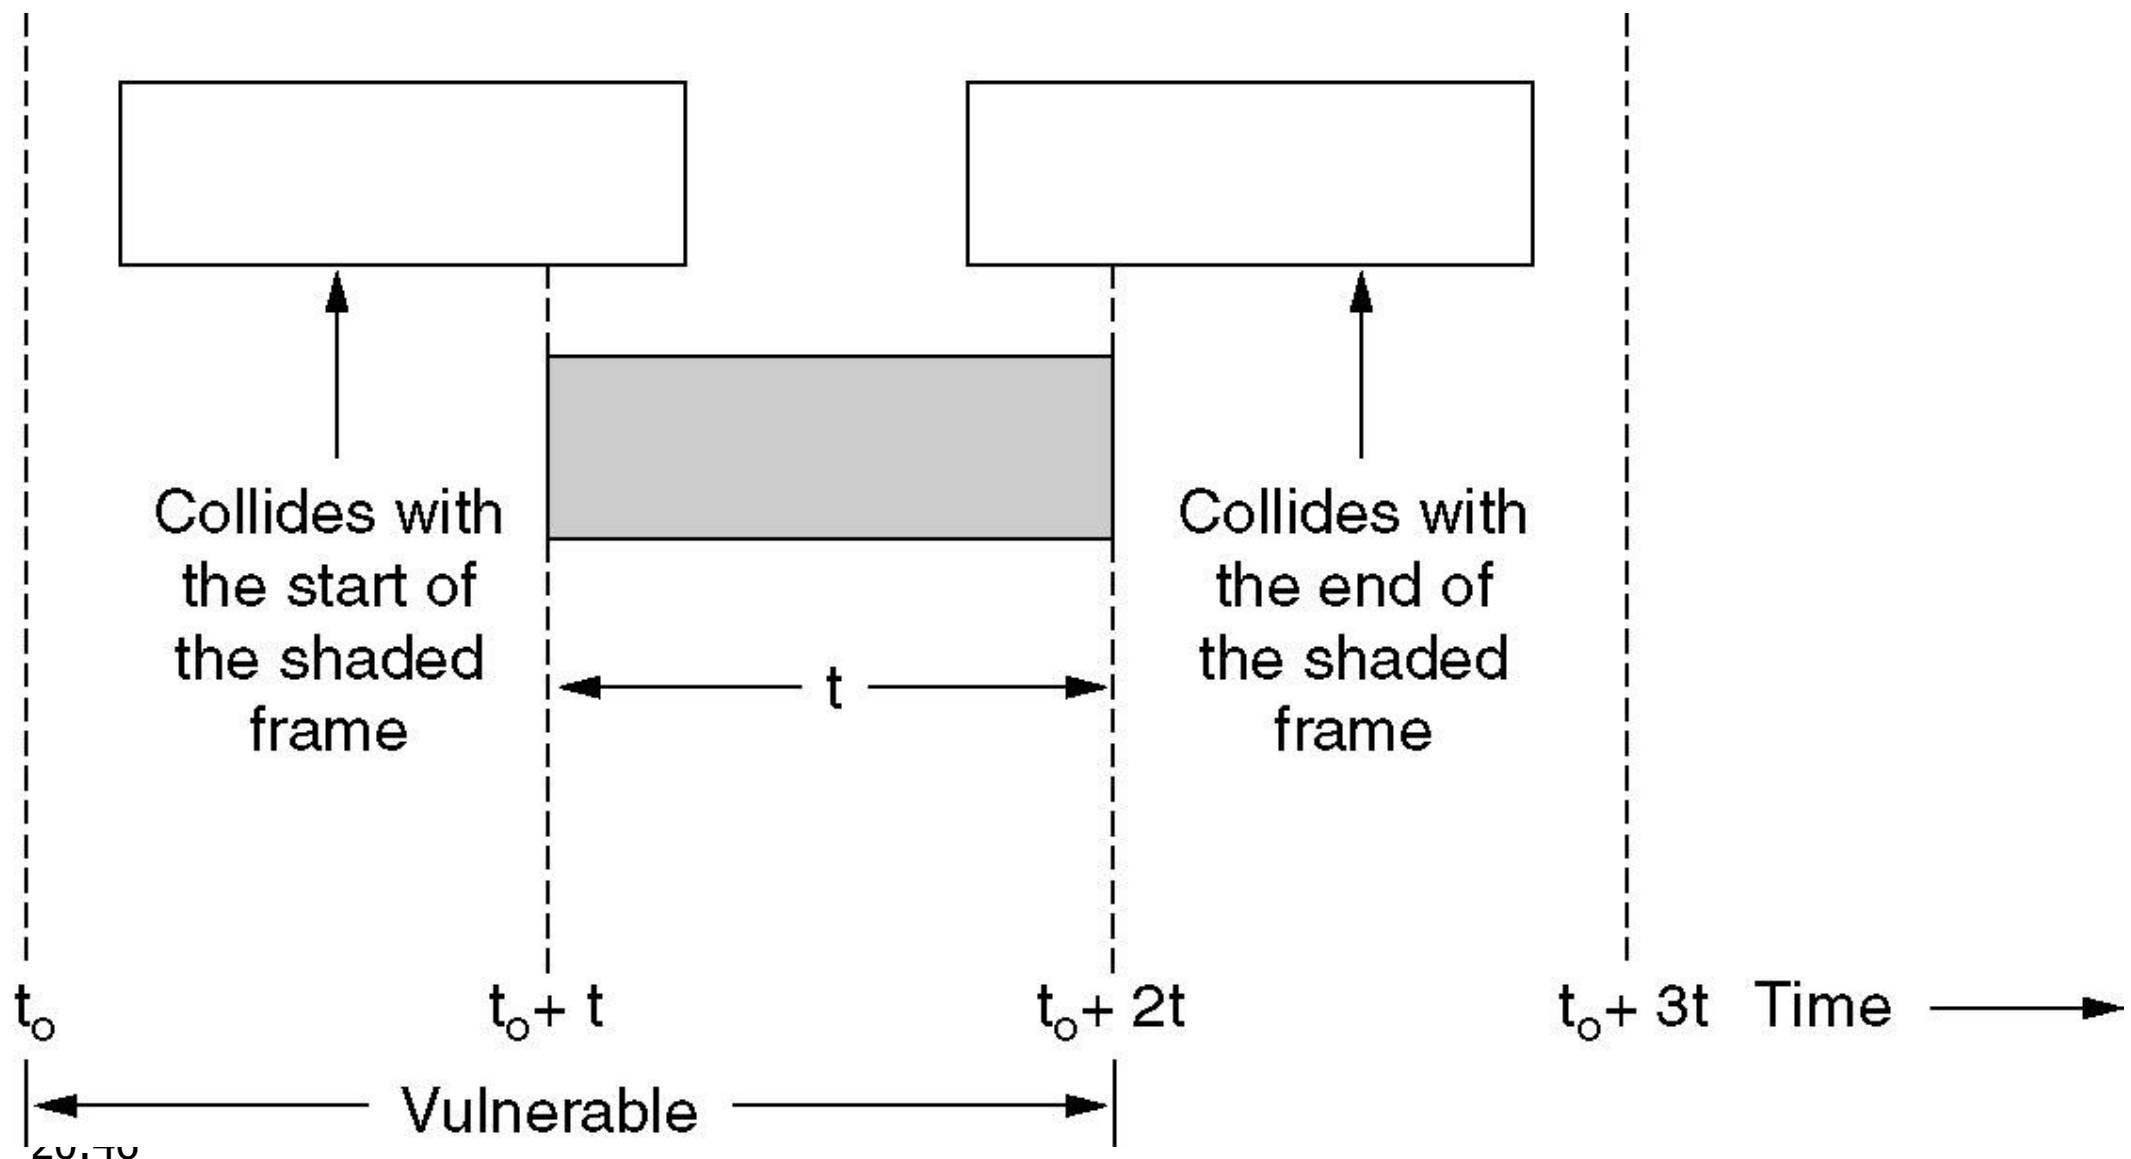 Collides with
the start of
the shaded
frame
Collides with
the end of
the shaded
frame
t
to
to+ t
to+ 2t
to+ 3t
Time
Vulnerable